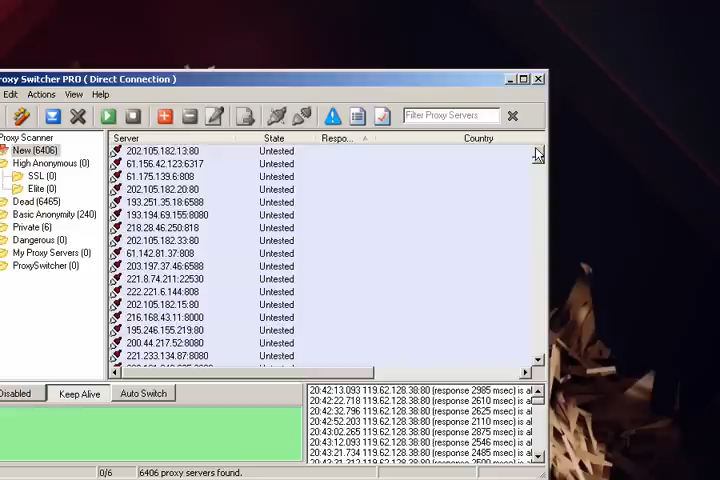 roxy Switcher PRO ( Direct Connection )
Edit Actions View Help
Filter Proxy Servers
roxy Scanner
New (6406)
High Anonymous (0)
SSL (0)
Elite (0)
Dead (6465)
Basic Anonymity (240)
Private (6)
Dangerous (0)
My Proxy Servers (0)
ProxySwitcher (0)
Server State Respo... Country
202.105.182.13:80 Untested
61.156.42.123:6317 Untested
61.175.139.6:808 Untested
202.105.182.20:80 Untested
193.251.35.18:6588 Untested
193.194.69.155:8080 Untested
218.28.46.250:818 Untested
202.105.182.33:80 Untested
61.142.81.37:808 Untested
203.197.37.46:6588 Untested
221.8.74.211:22530 Untested
222.221.6.144:808 Untested
202.105.182.15:80 Untested
216.168.43.11:8000 Untested
195.246.155.219:80 Untested
200.44.217.52:8080 Untested
221.233.134.87:8080 Untested
Disabled Keep Alive Auto Switch
20:42:13.093 119.62.128.38:80 (response 2985 msec) is al
20:42:22.718 119.62.128.38:80 (response 2610 msec) is al
20:42:32.796 119.62.128.38:80 (response 2625 msec) is al
20:42:52.203 119.62.128.38:80 (response 2110 msec) is al
20:43:02.265 119.62.128.38:80 (response 2875 msec) is al
20:43:12.093 119.62.128.38:80 (response 2546 msec) is al
20:43:21.734 119.62.128.38:80 (response 2485 msec) is al
0/6 6406 proxy servers found.